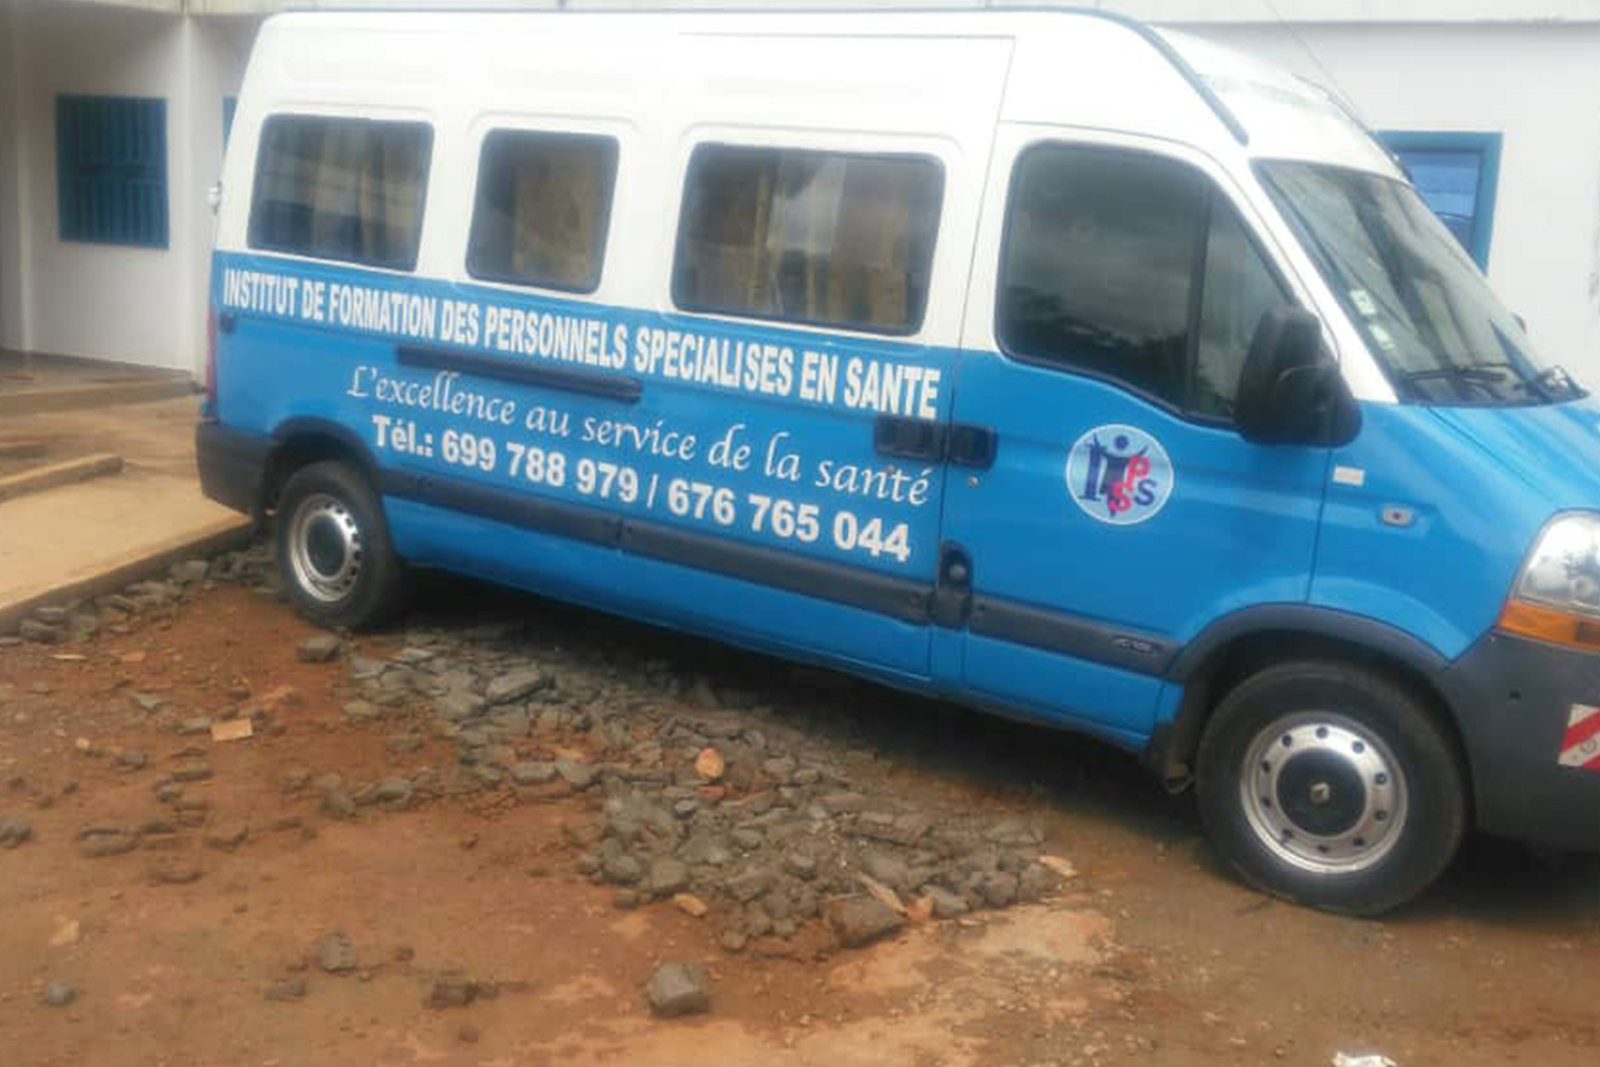 INSTITUT DE FORMATION DES PERSONNELS SPECIALISES EN SANTE
L'excellence au service de la santé
Tél.: 699 788 979 / 676 765 044
PSS